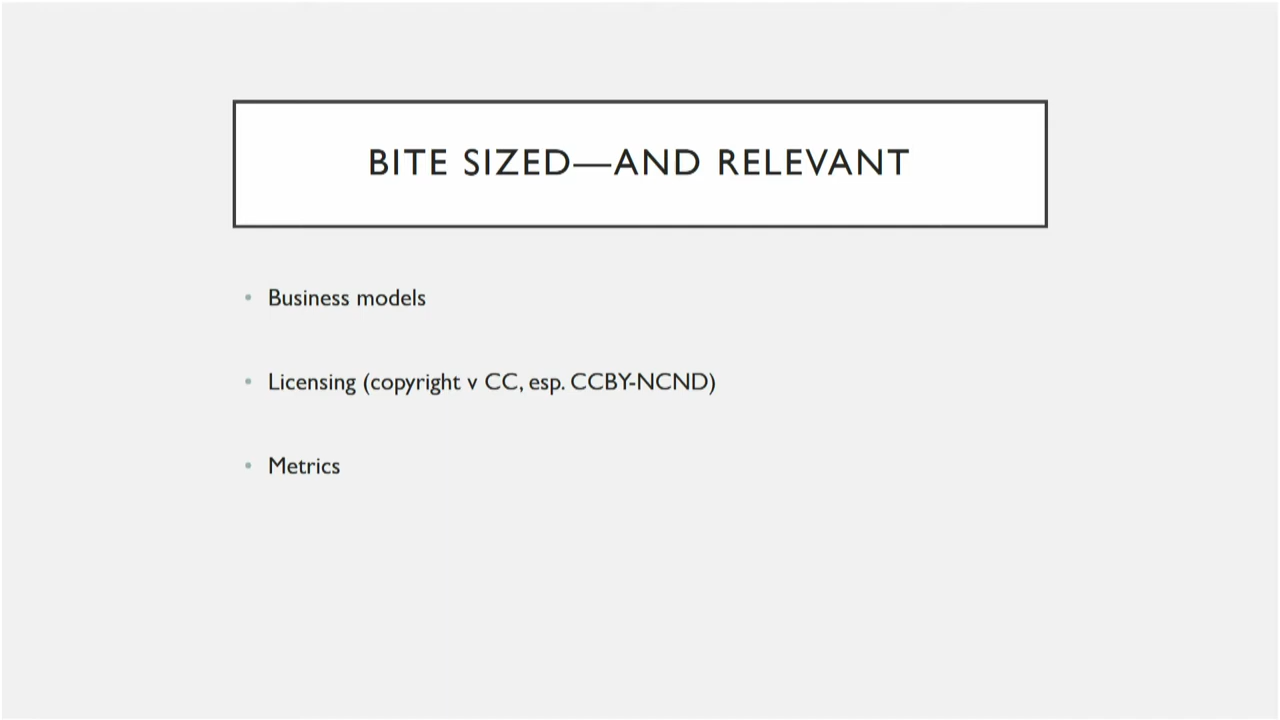 BITE SIZED—AND RELEVANT
• Business models
• Licensing (copyright v CC, esp. CCBY-NCND)
• Metrics